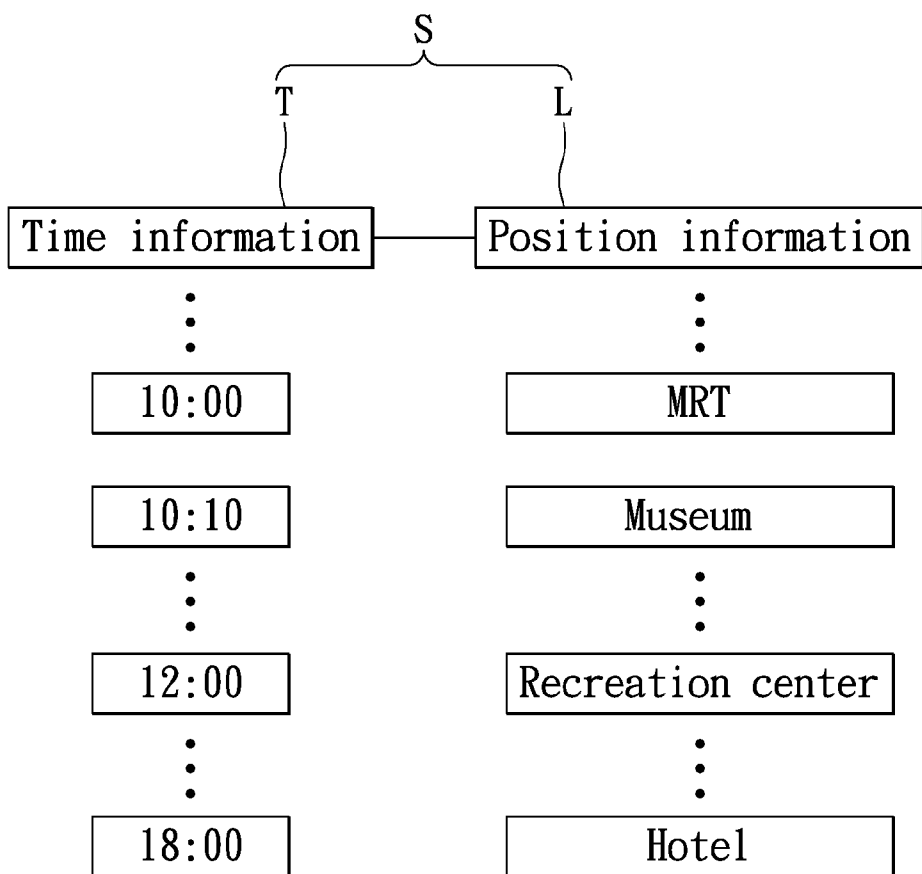 S
T L
Time information Position information
10:00 MRT
10:10 Museum
12:00 Recreation center
18:00 Hotel